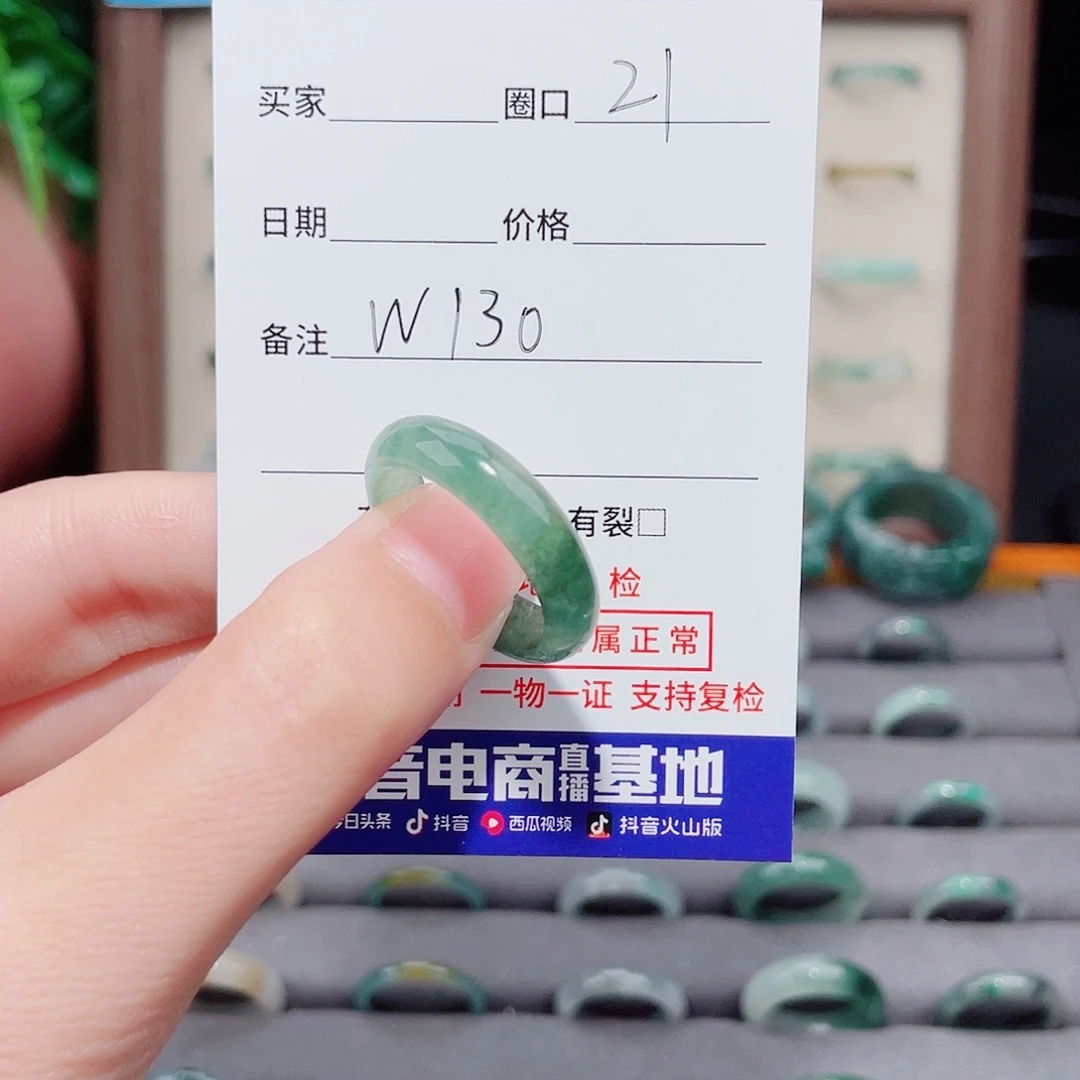 买家 圈口 21
日期 价格
备注 W130
有裂□
检
属正常
一物一证 支持复检
音电商直播基地
今日头条 抖音 西瓜视频 抖音火山版